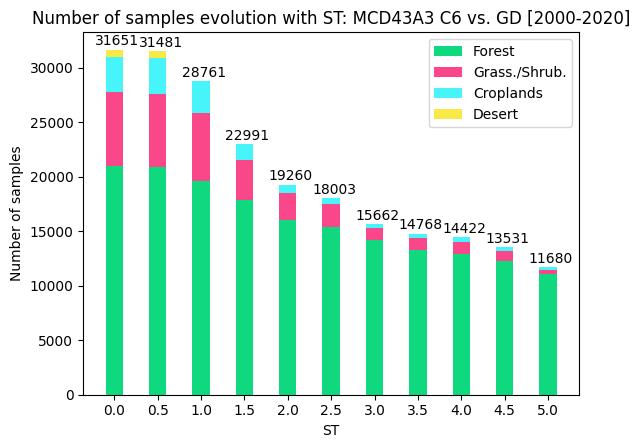 Number of samples evolution with ST: MCD43A3 C6 vs. GD [2000-2020]
Forest
Grass./Shrub.
Croplands
Desert
31651
31481
28761
22991
19260
18003
15662
14768
14422
13531
11680
Number of samples
30000
25000
20000
15000
10000
5000
0
0.0 0.5 1.0 1.5 2.0 2.5 3.0 3.5 4.0 4.5 5.0
ST